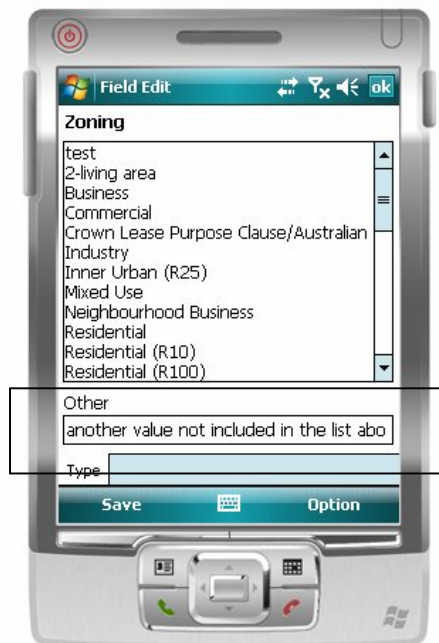 Field Edit
ok
Zoning
test
2-living area
Business
Commercial
Crown Lease Purpose Clause/Australian
Industry
Inner Urban (R25)
Mixed Use
Neighbourhood Business
Residential
Residential (R10)
Residential (R100)
Other
another value not included in the list abo
Type
Save
Option